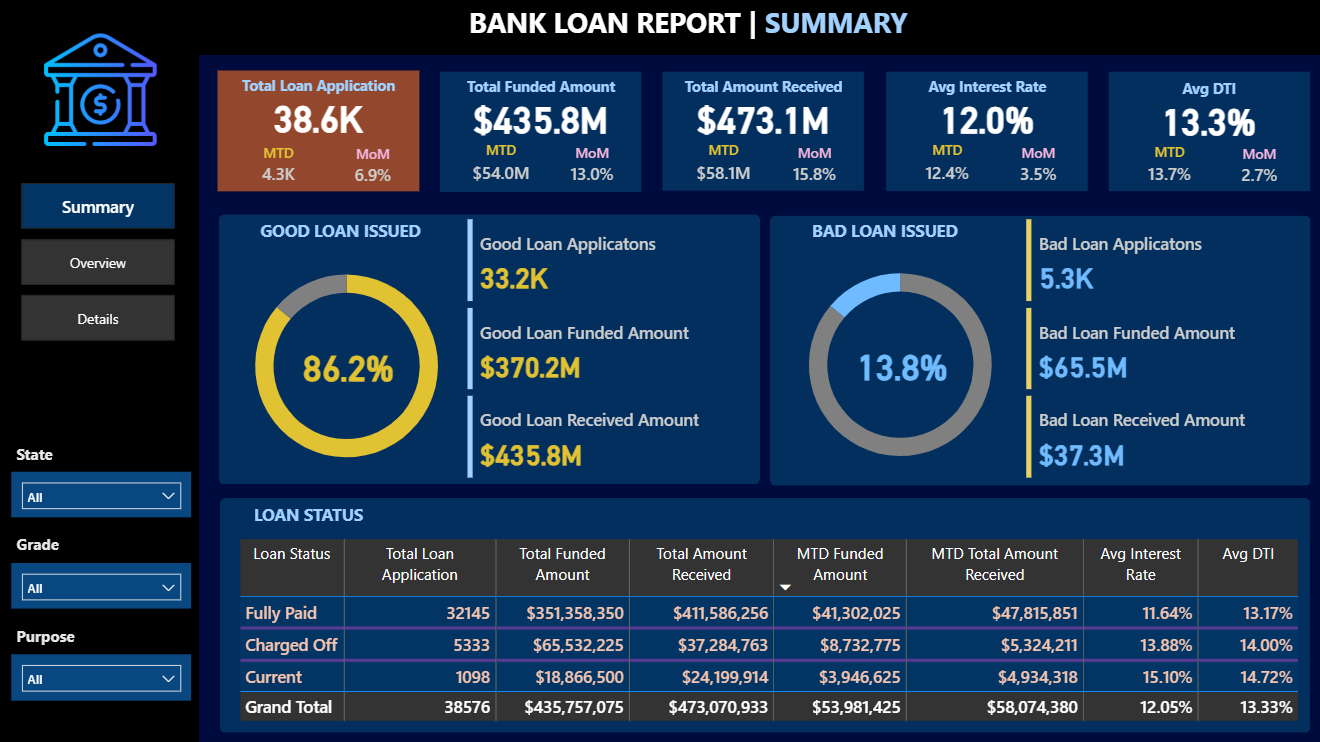 BANK LOAN REPORT | SUMMARY
$
Summary
Overview
Details
State
All
Grade
All
Purpose
All
Total Loan Application
38.6K
MTD MoM
4.3K 6.9%
Total Funded Amount
$435.8M
MTD MoM
$54.0M 13.0%
Total Amount Received
$473.1M
MTD MoM
$58.1M 15.8%
Avg Interest Rate
12.0%
MTD MoM
12.4% 3.5%
Avg DTI
13.3%
MTD MoM
13.7% 2.7%
GOOD LOAN ISSUED
86.2%
Good Loan Applicatons
33.2K
Good Loan Funded Amount
$370.2M
Good Loan Received Amount
$435.8M
BAD LOAN ISSUED
13.8%
Bad Loan Applicatons
5.3K
Bad Loan Funded Amount
$65.5M
Bad Loan Received Amount
$37.3M
LOAN STATUS
Loan Status Total Loan Total Funded Total Amount MTD Funded MTD Total Amount Avg Interest Avg DTI
Application Amount Received Amount Received Rate
Fully Paid 32145 $351,358,350 $411,586,256 $41,302,025 $47,815,851 11.64% 13.17%
Charged Off 5333 $65,532,225 $37,284,763 $8,732,775 $5,324,211 13.88% 14.00%
Current 1098 $18,866,500 $24,199,914 $3,946,625 $4,934,318 15.10% 14.72%
Grand Total 38576 $435,757,075 $473,070,933 $53,981,425 $58,074,380 12.05% 13.33%